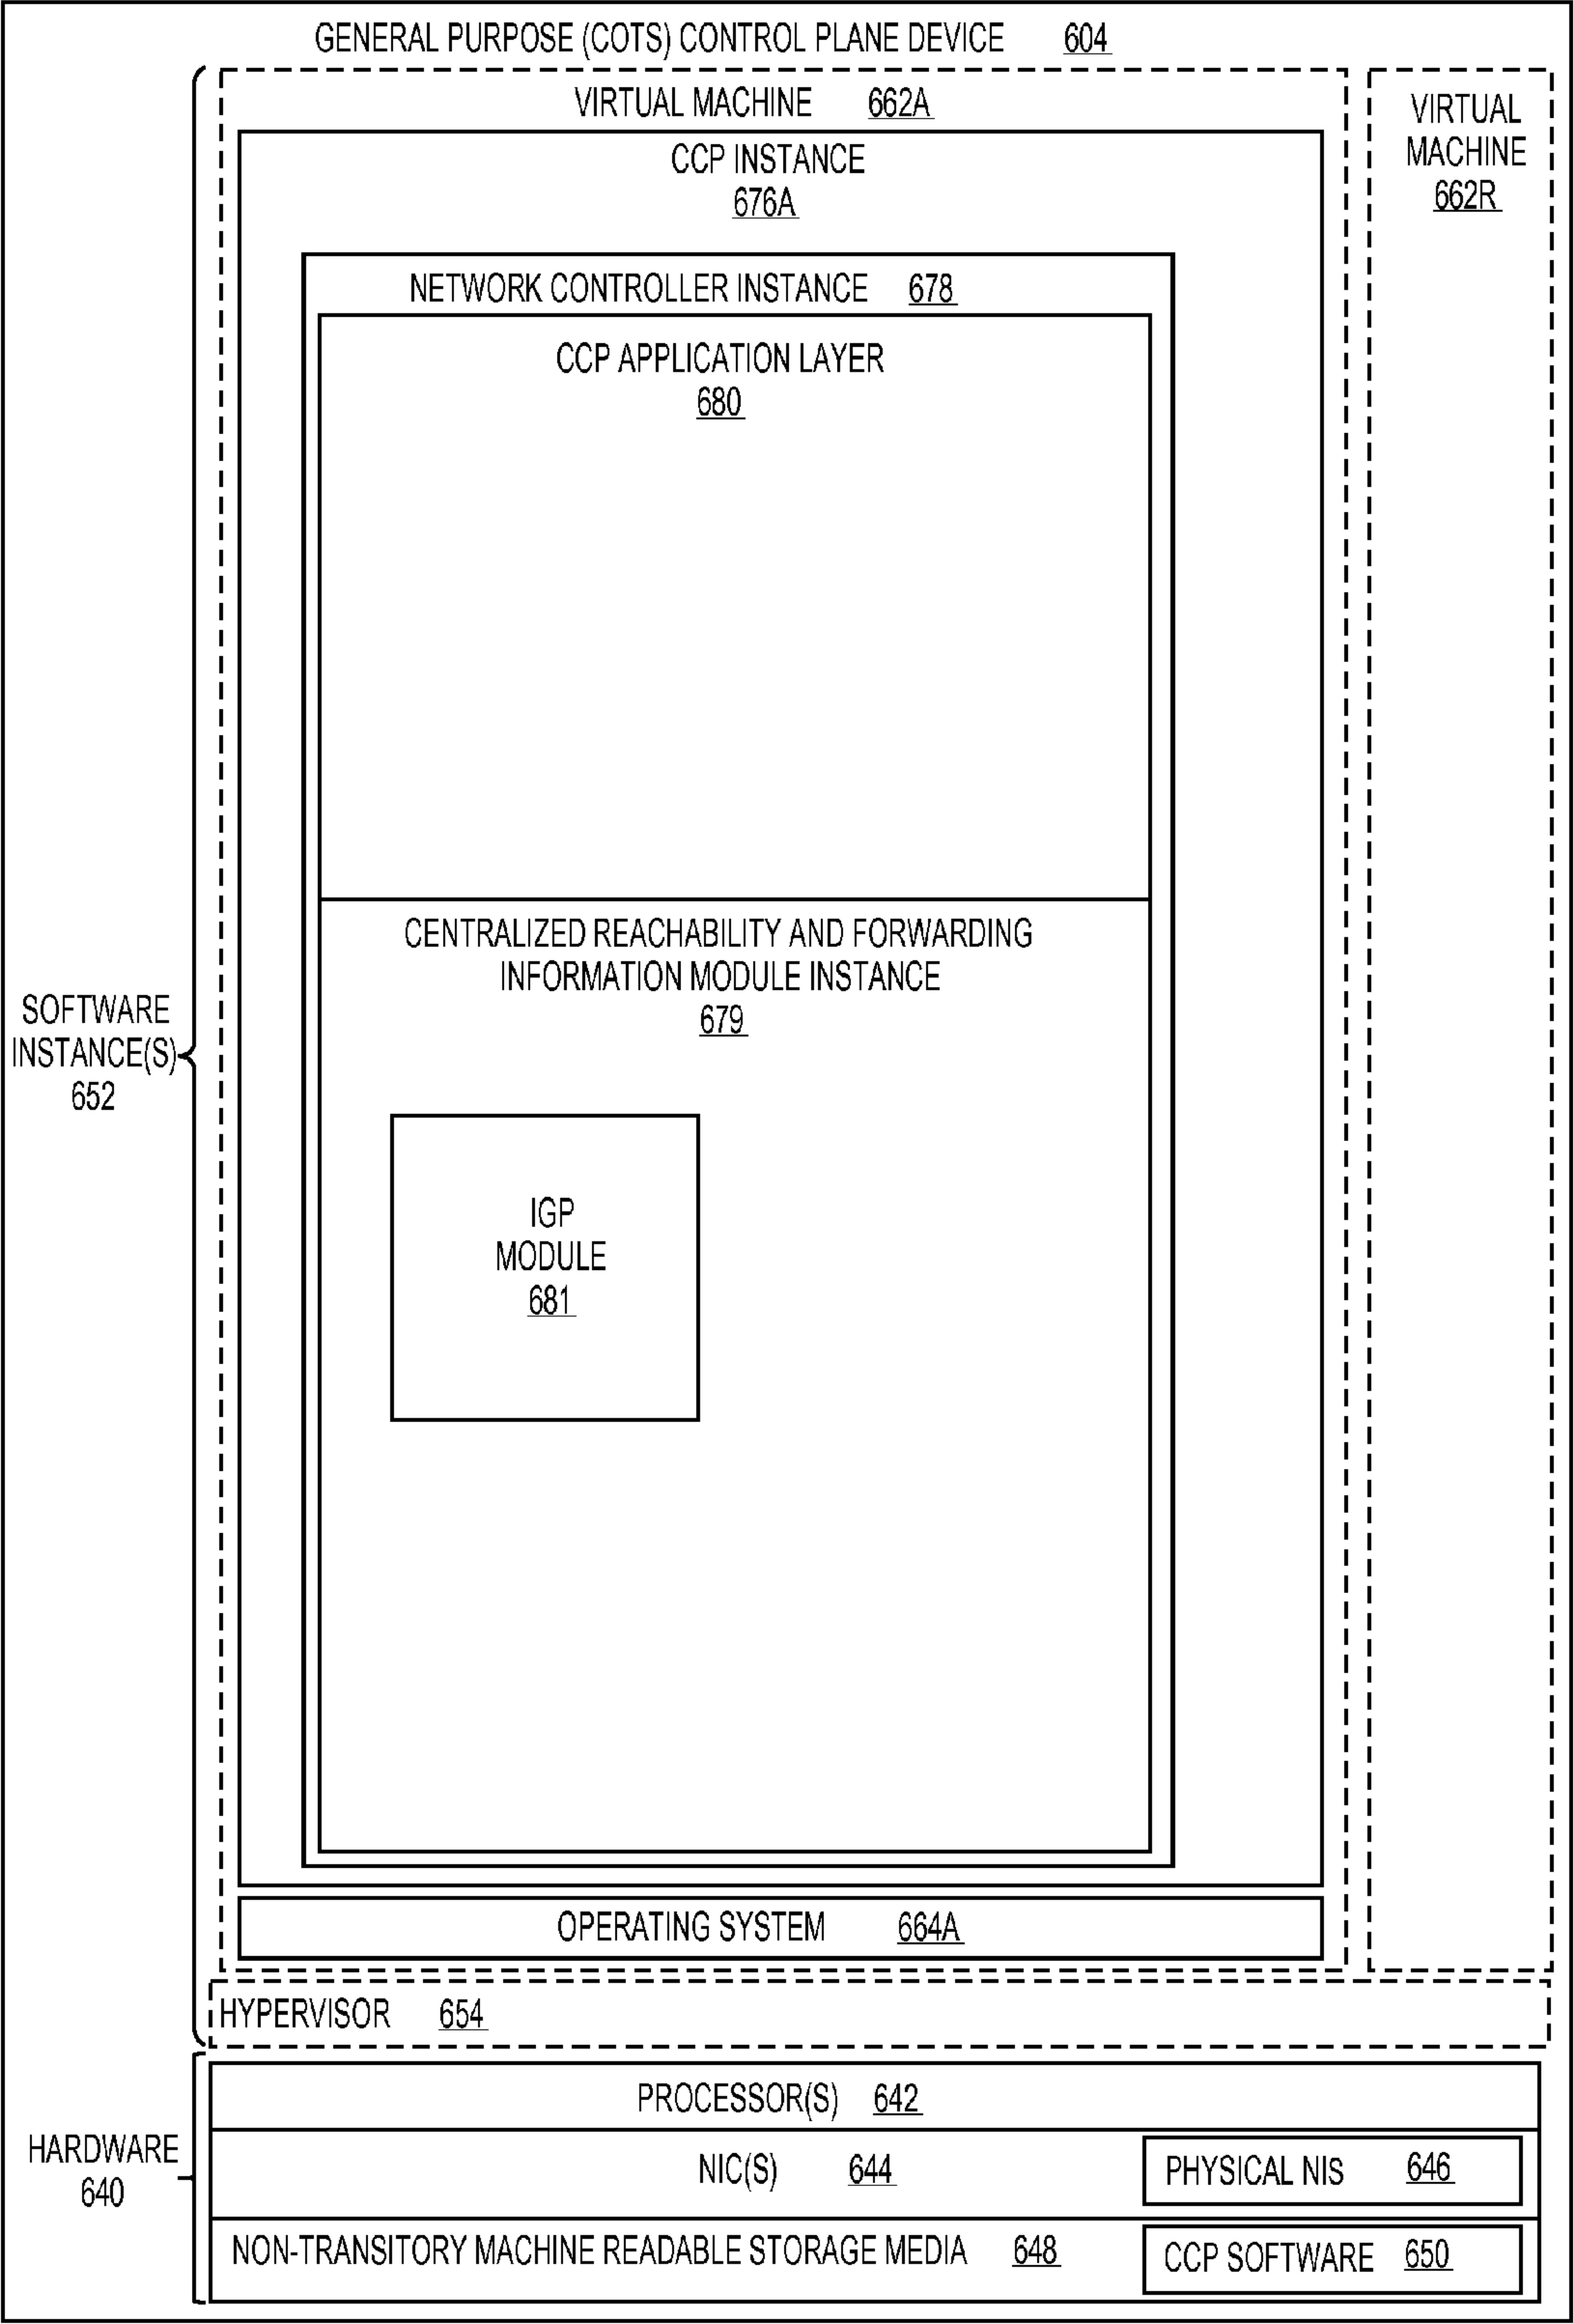 GENERAL PURPOSE (COTS) CONTROL PLANE DEVICE 604
VIRTUAL MACHINE 662A
VIRTUAL
MACHINE
662R
CCP INSTANCE
676A
NETWORK CONTROLLER INSTANCE 678
CCP APPLICATION LAYER
680
CENTRALIZED REACHABILITY AND FORWARDING
INFORMATION MODULE INSTANCE
679
SOFTWARE
INSTANCE(S)
652
IGP
MODULE
681
OPERATING SYSTEM 664A
HYPERVISOR 654
PROCESSOR(S) 642
HARDWARE
640
NIC(S) 644
PHYSICAL NIS 646
NON-TRANSITORY MACHINE READABLE STORAGE MEDIA 648
CCP SOFTWARE 650